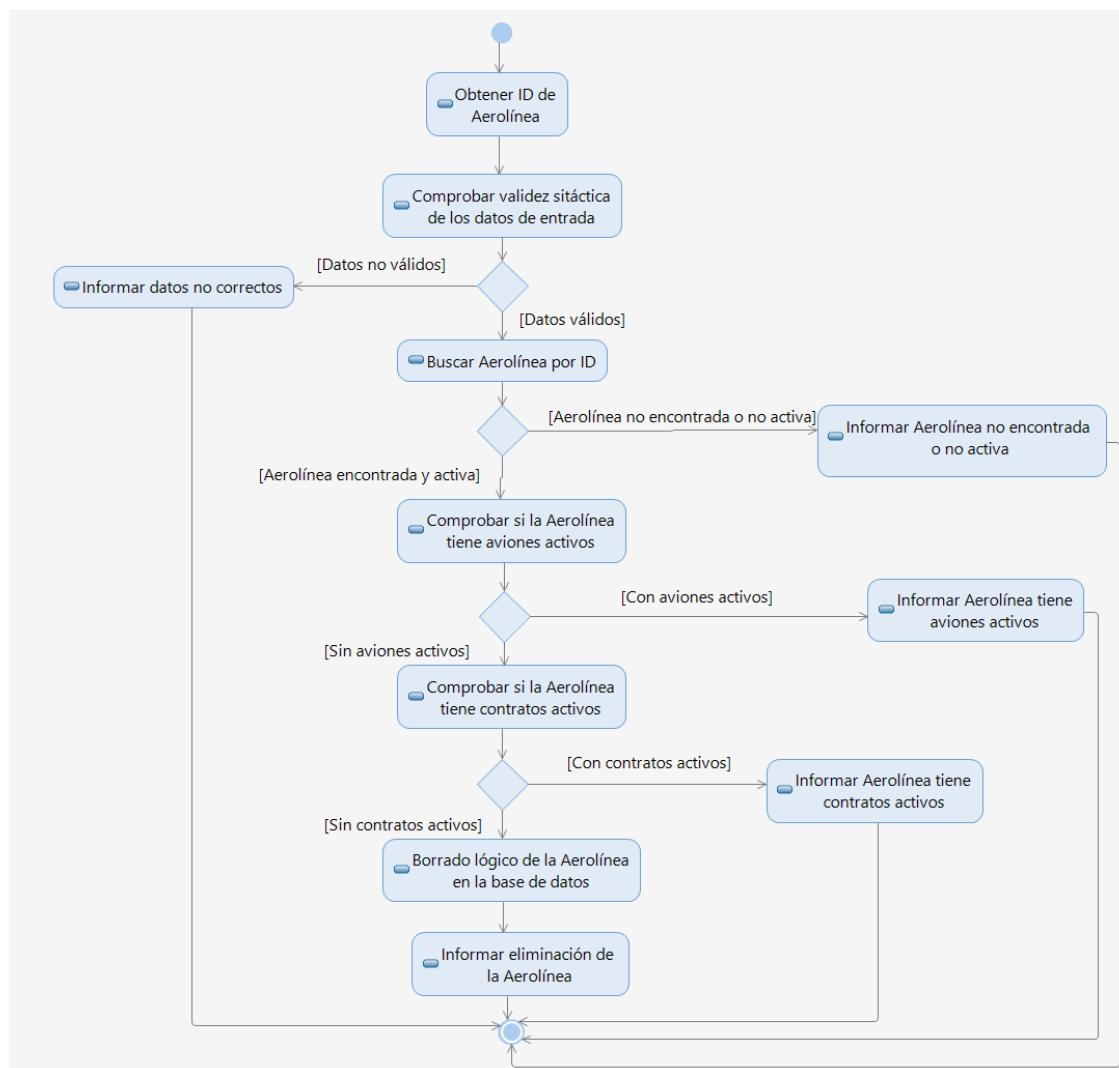 Obtener ID de
Aerolínea
Comprobar validez sitáctica
de los datos de entrada
[Datos no válidos]
Informar datos no correctos
[Datos válidos]
Buscar Aerolínea por ID
[Aerolínea no encontrada o no activa]
Informar Aerolínea no encontrada
o no activa
[Aerolínea encontrada y activa]
Comprobar si la Aerolínea
tiene aviones activos
[Con aviones activos]
Informar Aerolínea tiene
aviones activos
[Sin aviones activos]
Comprobar si la Aerolínea
tiene contratos activos
[Con contratos activos]
Informar Aerolínea tiene
contratos activos
[Sin contratos activos]
Borrado lógico de la Aerolínea
en la base de datos
Informar eliminación de
la Aerolínea